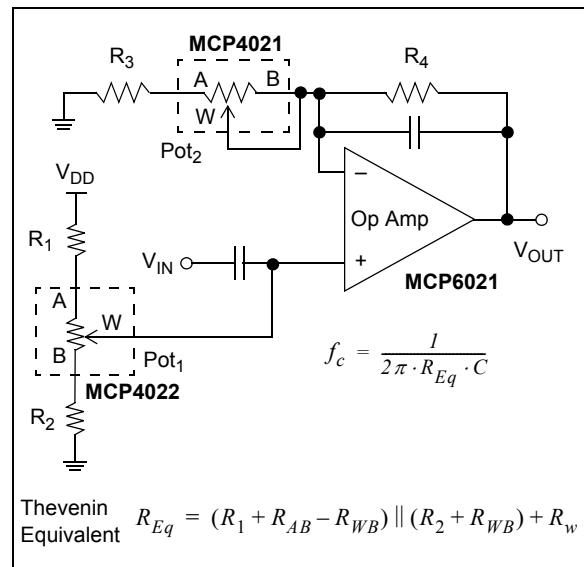 MCP4021
R3
A
B
R4
W
Pot2
VDD
−
Op Amp
VOUT
R1
VIN
+
MCP6021
A
W
B
Pot1
fc = 1 / 2π · REq · C
MCP4022
R2
Thevenin
Equivalent
REq = (R1 + RAB – RWB) || (R2 + RWB) + Rw